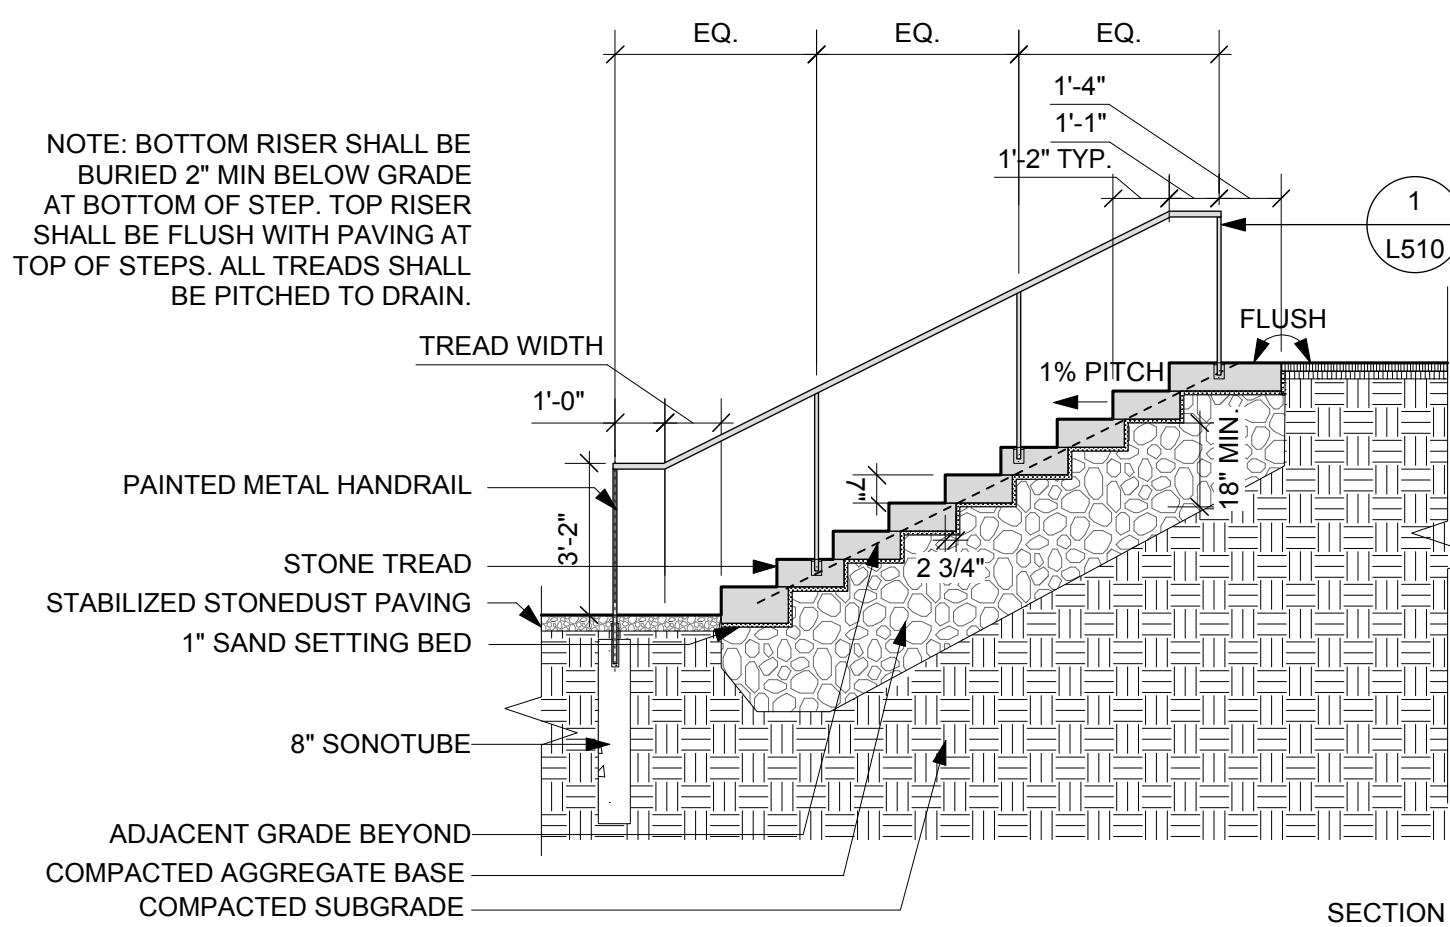 EQ.
EQ.
EQ.
1'-4"
1'-1"
1'-2" TYP.
NOTE: BOTTOM RISER SHALL BE
BURIED 2" MIN BELOW GRADE
AT BOTTOM OF STEP. TOP RISER
SHALL BE FLUSH WITH PAVING AT
TOP OF STEPS. ALL TREADS SHALL
BE PITCHED TO DRAIN.
1
L510
FLUSH
TREAD WIDTH
1% PITCH
1'-0"
PAINTED METAL HANDRAIL
7"
18" MIN.
3'-2"
STONE TREAD
2 3/4"
STABILIZED STONEDUST PAVING
1" SAND SETTING BED
8" SONOTUBE
ADJACENT GRADE BEYOND
COMPACTED AGGREGATE BASE
COMPACTED SUBGRADE
SECTION